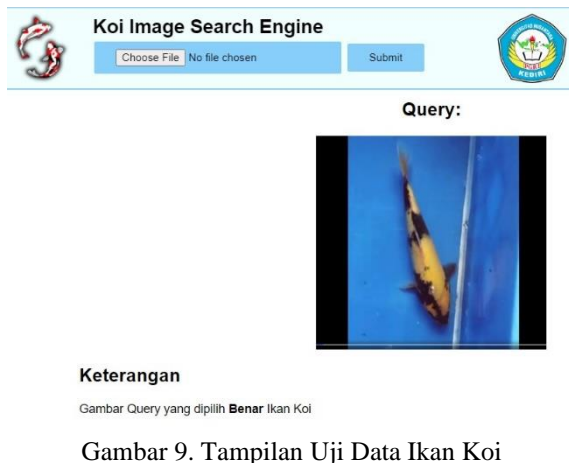 Koi Image Search Engine
Choose File No file chosen Submit
Query:
Keterangan
Gambar Query yang dipilih Benar Ikan Koi
Gambar 9. Tampilan Uji Data Ikan Koi